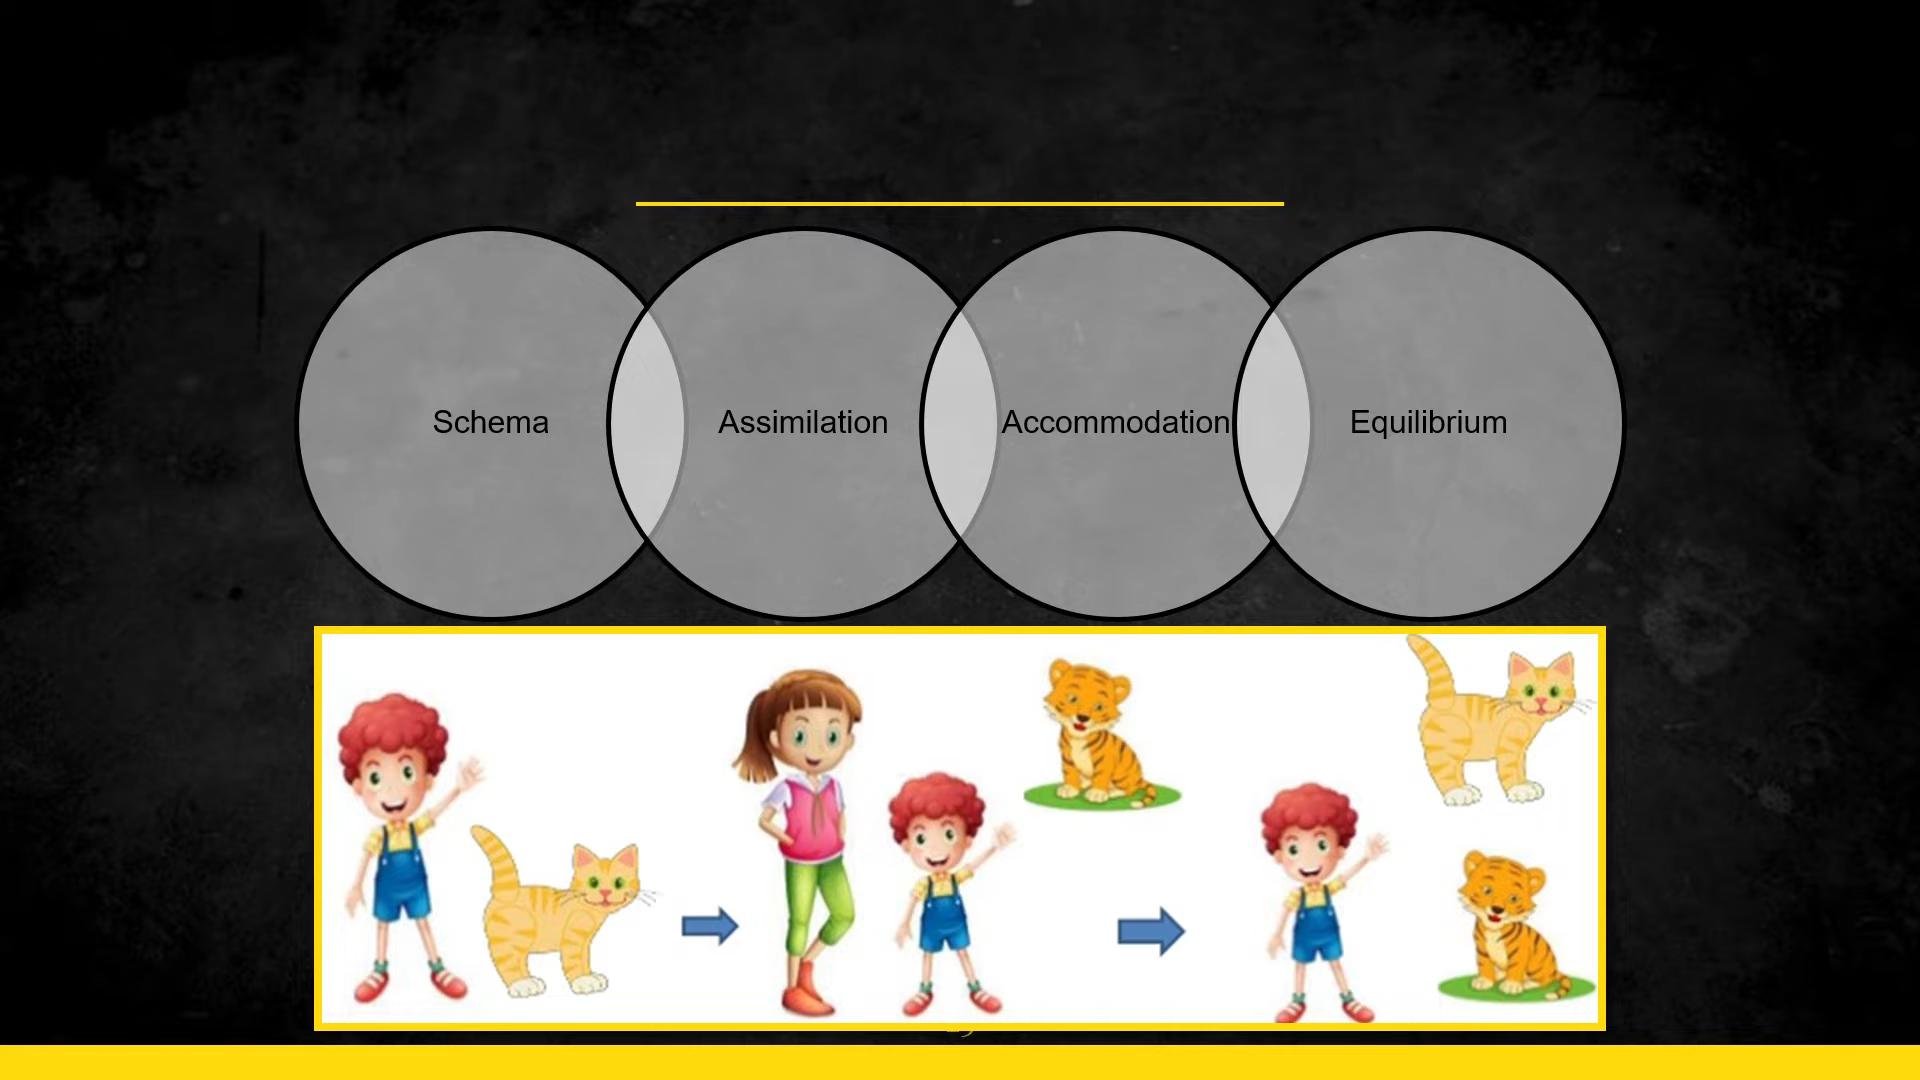 Schema
Assimilation
Accommodation
Equilibrium